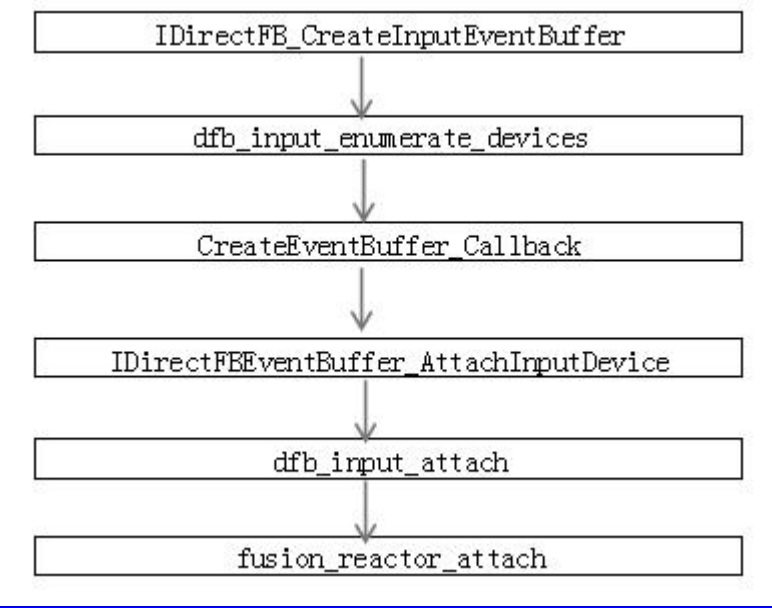 IDirectFB_CreateInputEventBuffer
dfb_input_enumerate_devices
CreateEventBuffer_Callback
IDirectFBEventBuffer_AttachInputDevice
dfb_input_attach
fusion_reactor_attach